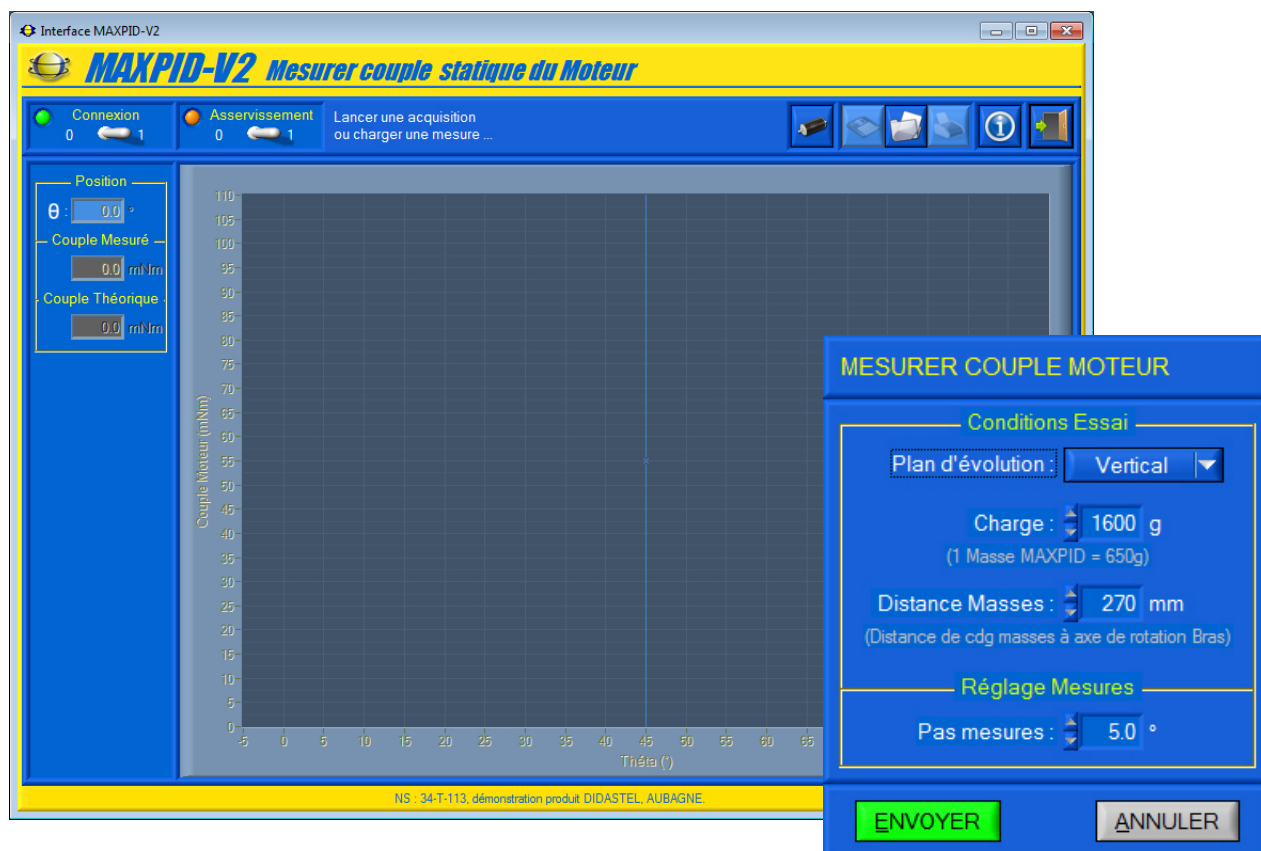 Interface MAXPID-V2
MAXPID-V2 Mesurer couple statique du Moteur
Connexion
0 1
Asservissement
0 1
Lancer une acquisition
ou charger une mesure ...
Position
θ : 0.0 °
Couple Mesuré
0.0 mNm
Couple Théorique
0.0 mNm
Couple Moteur (mNm)
110
105
100
95
90
85
80
75
70
65
60
55
50
45
40
35
30
25
20
15
10
5
0
-5 0 5 10 15 20 25 30 35 40 45 50 55 60 65
Théta (°)
NS : 34-T-113, démonstration produit DIDASTEL, AUBAGNE.
MESURER COUPLE MOTEUR
Conditions Essai
Plan d'évolution : Vertical
Charge : 1600 g
(1 Masse MAXPID = 650g)
Distance Masses : 270 mm
(Distance de cdg masses à axe de rotation Bras)
Réglage Mesures
Pas mesures : 5.0 °
ENVOYER
ANNULER